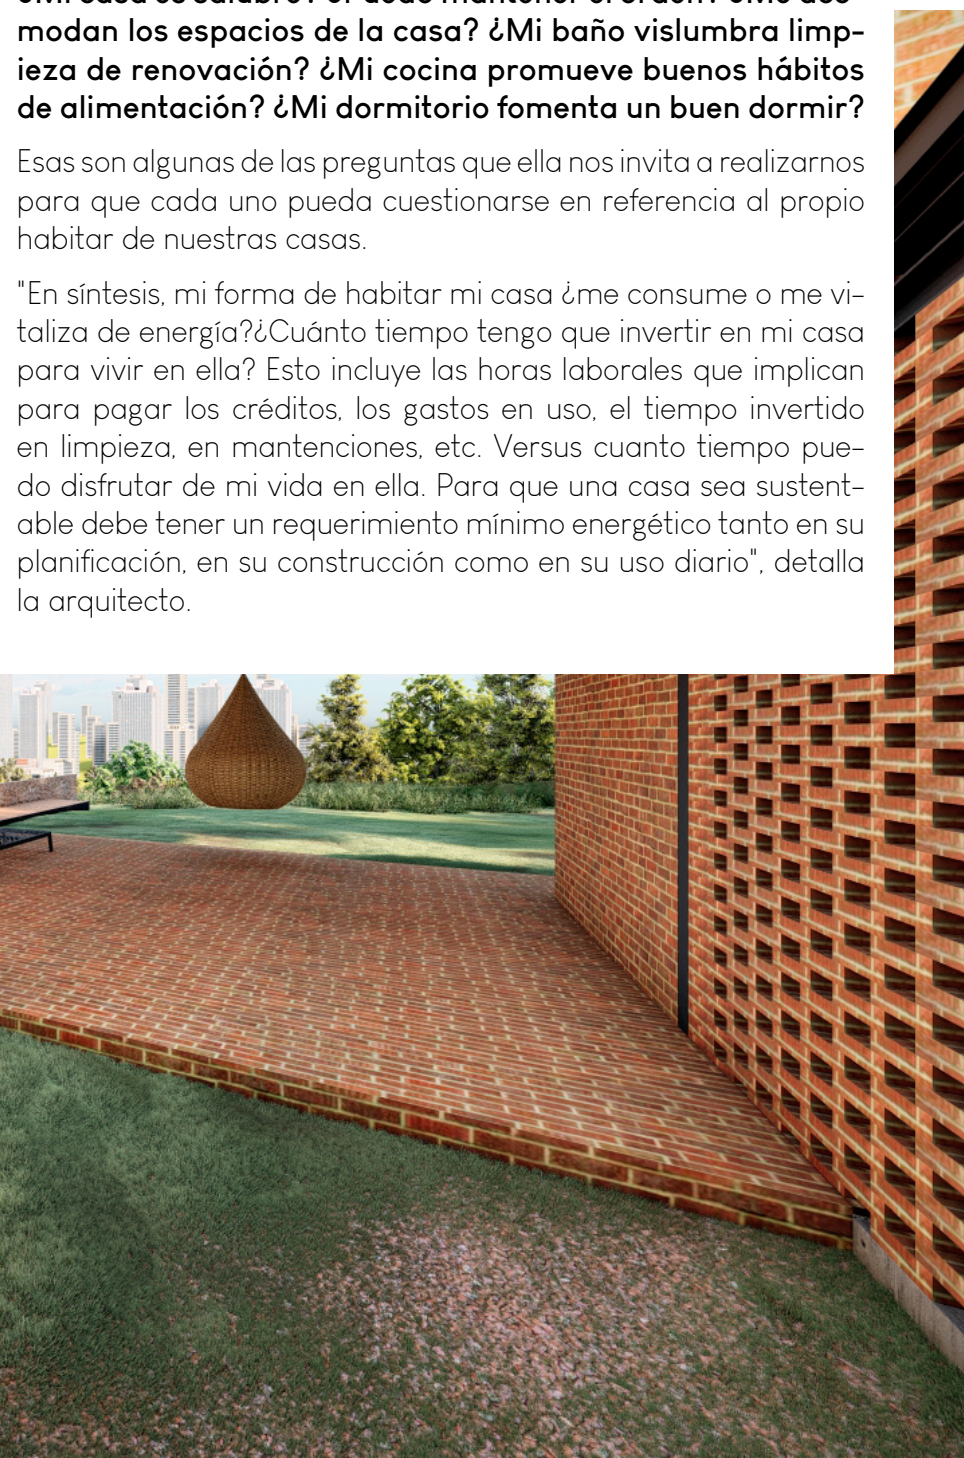 modan los espacios de la casa? ¿Mi baño vislumbra limp-
ieza de renovación? ¿Mi cocina promueve buenos hábitos
de alimentación? ¿Mi dormitorio fomenta un buen dormir?
Esas son algunas de las preguntas que ella nos invita a realizarnos
para que cada uno pueda cuestionarse en referencia al propio
habitar de nuestras casas.
"En síntesis, mi forma de habitar mi casa ¿me consume o me vi-
taliza de energía?¿Cuánto tiempo tengo que invertir en mi casa
para vivir en ella? Esto incluye las horas laborales que implican
para pagar los créditos, los gastos en uso, el tiempo invertido
en limpieza, en mantenciones, etc. Versus cuanto tiempo pue-
do disfrutar de mi vida en ella. Para que una casa sea sustent-
able debe tener un requerimiento mínimo energético tanto en su
planificación, en su construcción como en su uso diario", detalla
la arquitecto.